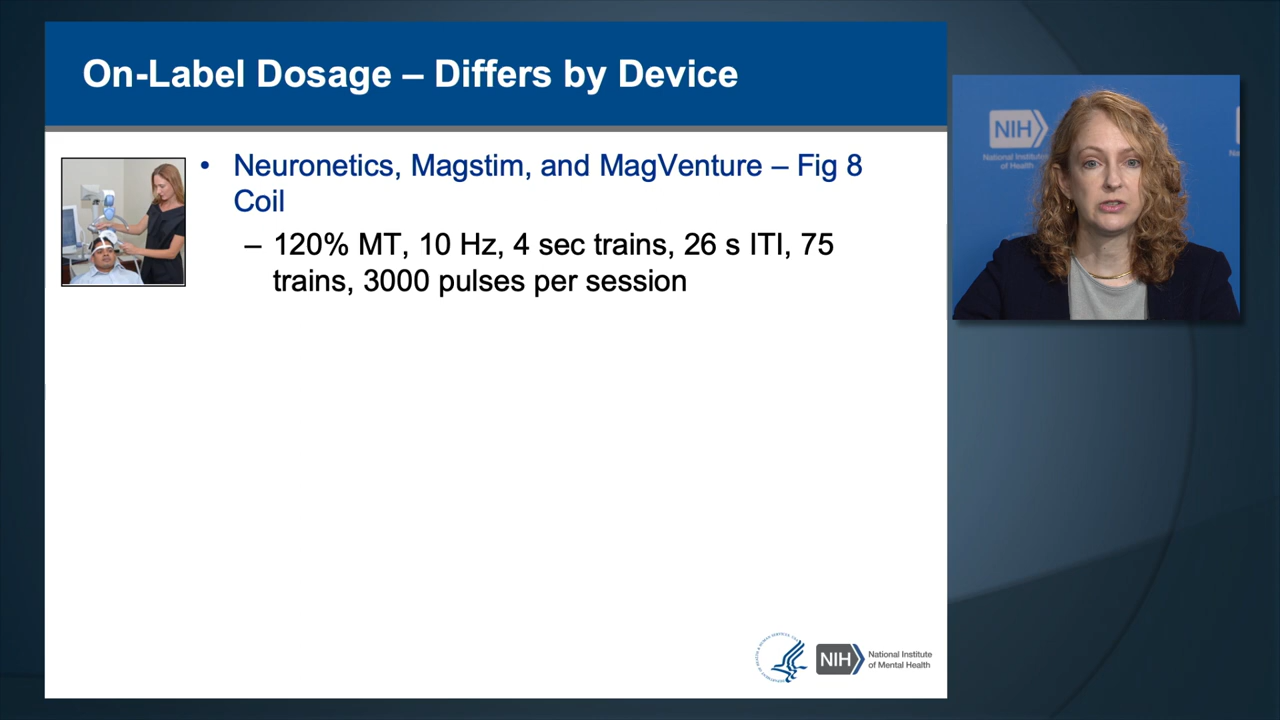 On-Label Dosage – Differs by Device
• Neuronetics, Magstim, and MagVenture – Fig 8
Coil
– 120% MT, 10 Hz, 4 sec trains, 26 s ITI, 75
trains, 3000 pulses per session
NIH
National Institute
of Health
NIH
National Institute
of Mental Health